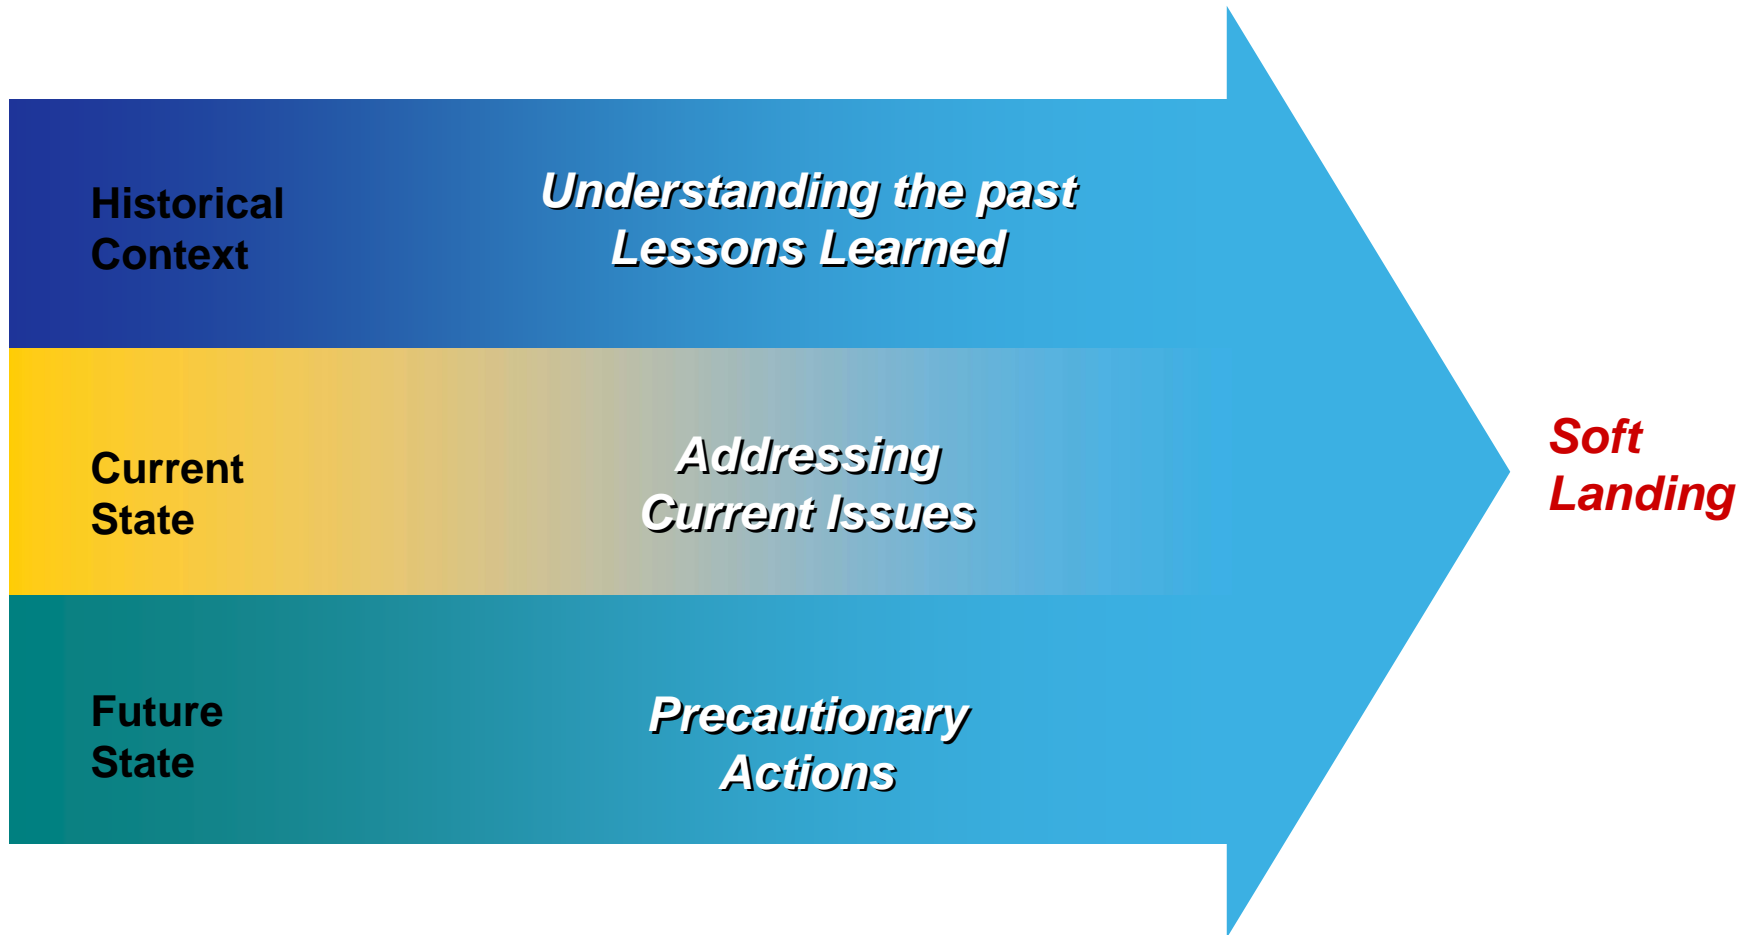 Historical
Context
Understanding the past
Lessons Learned
Current
State
Addressing
Current Issues
Future
State
Precautionary
Actions
Soft
Landing